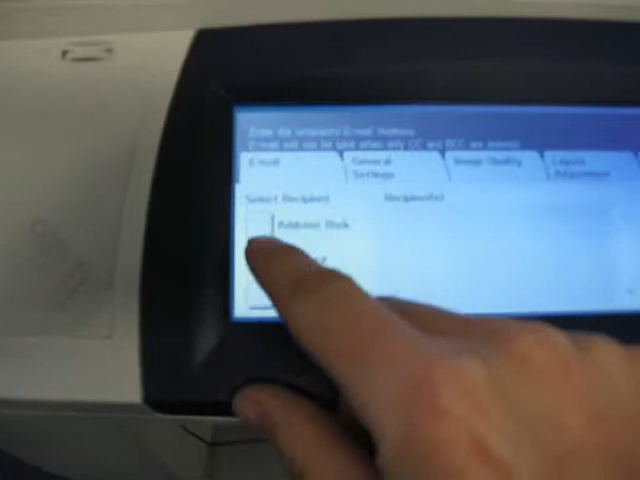 Enter the recipient's E-mail Address.
E-mail will not be sent when only CC and BCC are entered.
E-mail
General Settings
Image Quality
Layout Adjustment
Select Recipient
Recipient(s)
Address Book